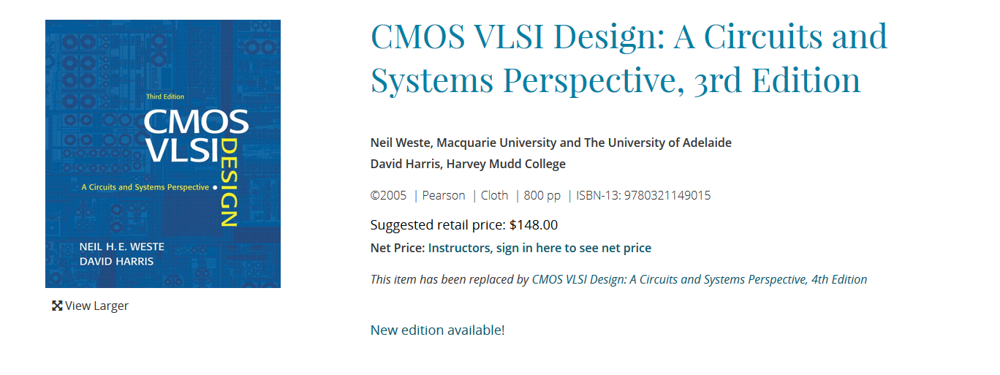 Third Edition
CMOS
VLSI
DESIGN
A Circuits and Systems Perspective
NEIL H. E. WESTE
DAVID HARRIS
View Larger
CMOS VLSI Design: A Circuits and
Systems Perspective, 3rd Edition
Neil Weste, Macquarie University and The University of Adelaide
David Harris, Harvey Mudd College
©2005 | Pearson | Cloth | 800 pp | ISBN-13: 9780321149015
Suggested retail price: $148.00
Net Price: Instructors, sign in here to see net price
This item has been replaced by CMOS VLSI Design: A Circuits and Systems Perspective, 4th Edition
New edition available!